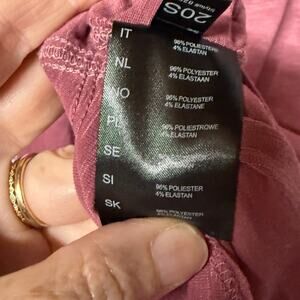 20S
IT
96% POLIESTERE
4% ELASTAN
NL
96% POLYESTER
4% ELASTAAN
NO
96% POLYESTER
4% ELASTANE
PL
96% POLIESTROWE
4% ELASTAN
SE
SI
96% POLIESTER
4% ELASTAN
SK
96% POLYESTER
4% ELASTAN